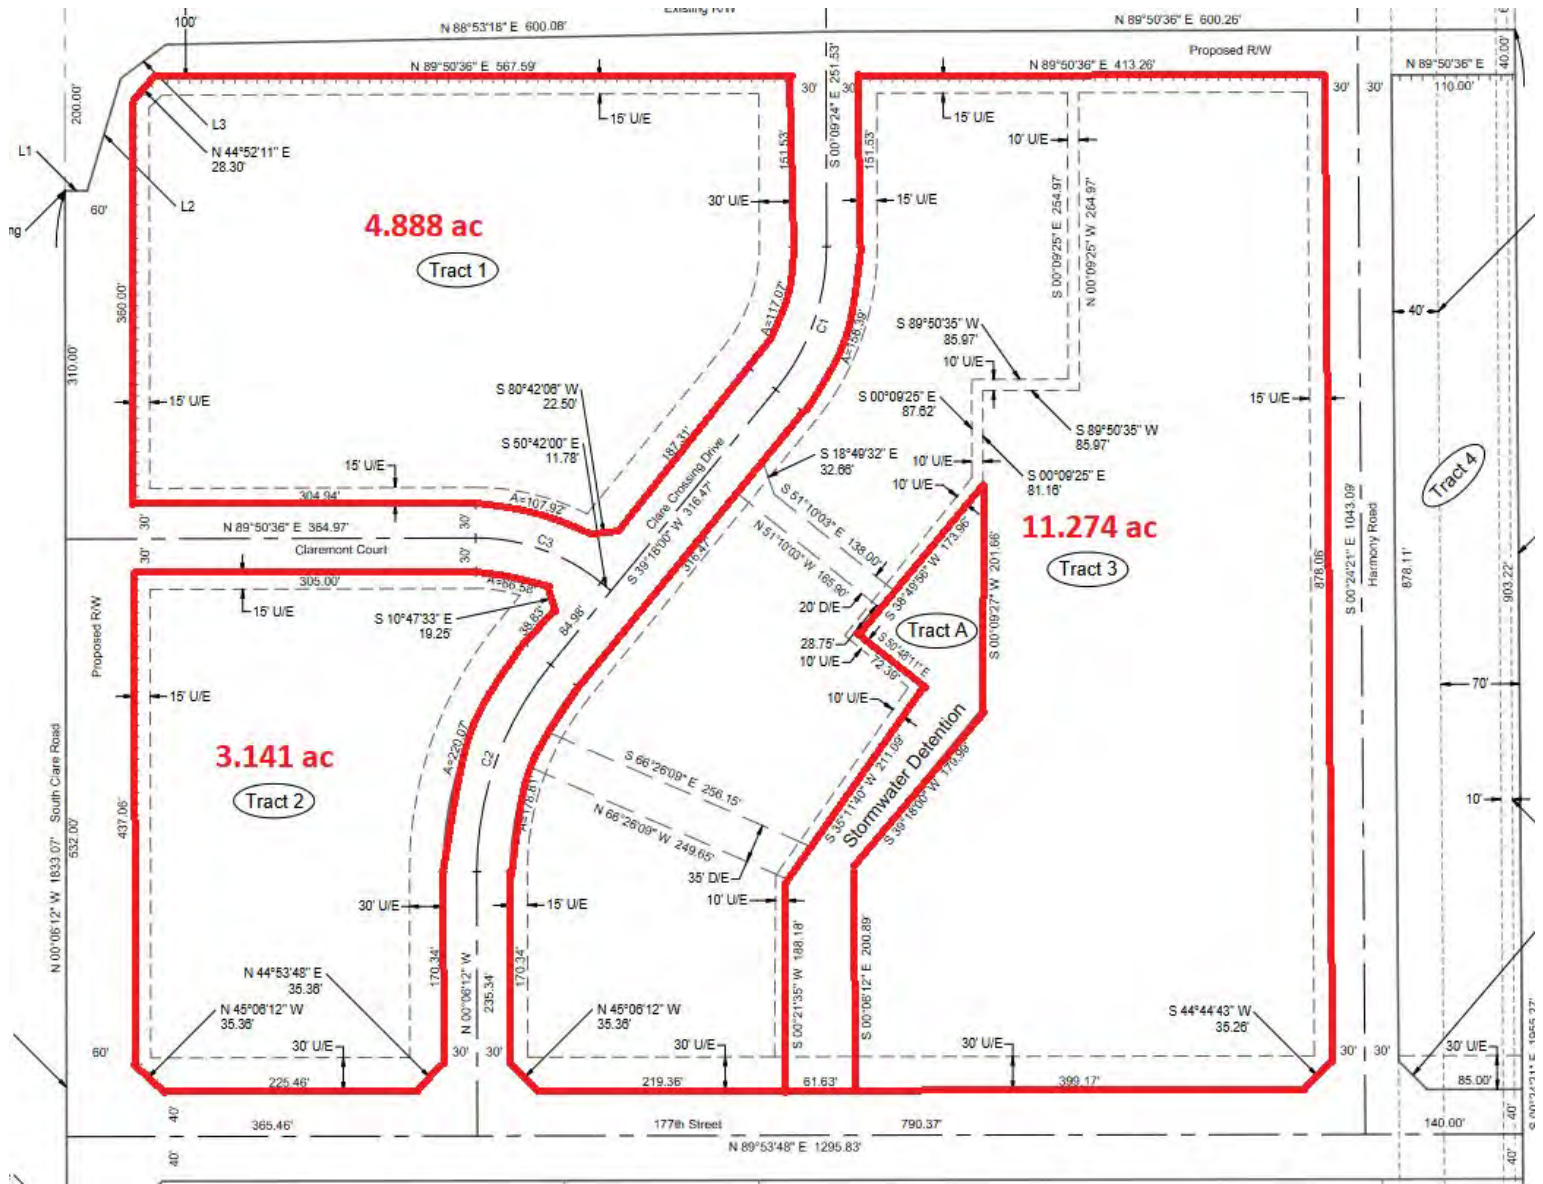 Existing R/W
N 88°53'18" E 600.08'
N 89°50'36" E 600.26'
100'
Proposed R/W
N 89°50'36" E 567.59'
N 89°50'36" E 413.26'
N 89°50'36" E
40.00'
110.00'
30'
30'
30'
30'
S 00°09'24" E 251.53'
200.00'
15' U/E
15' U/E
L3
10' U/E
L1
N 44°52'11" E
28.30'
151.53'
151.53'
S 00°09'25" E 254.97'
N 00°09'25" W 264.97'
30' U/E
15' U/E
L2
60'
ng
4.888 ac
Tract 1
360.00'
310.00'
A=117.07'
C1
A=158.39'
40'
S 89°50'35" W
85.97'
10' U/E
S 80°42'06" W
22.50'
S 00°09'25" E
87.62'
15' U/E
15' U/E
S 89°50'35" W
85.97'
S 50°42'00" E
11.78'
187.31'
Clare Crossing Drive
S 39°18'00" W 316.47'
316.47'
S 18°49'32" E
32.66'
10' U/E
S 00°09'25" E
81.16'
15' U/E
10' U/E
Tract 4
304.94'
A=107.92'
S 51°10'03" E 138.00'
N 51°10'03" W 165.90'
S 38°49'56" W 173.96'
11.274 ac
Tract 3
30'
30'
N 89°50'36" E 364.97'
Claremont Court
C3
30'
30'
S 00°24'21" E 1043.09'
Harmony Road
878.06'
878.11'
903.22'
305.00'
A=66.58'
15' U/E
S 10°47'33" E
19.25'
38.63'
84.98'
20' D/E
28.75'
10' U/E
Tract A
S 50°48'11" E
72.39'
S 00°09'27" W 201.66'
Proposed R/W
15' U/E
10' U/E
70'
3.141 ac
Tract 2
A=220.07'
C2
A=178.81'
S 66°26'09" E 256.15'
N 66°26'09" W 249.65'
S 35°11'40" W 211.09'
Stormwater Detention
S 39°18'00" W 179.99'
10'
N 00°06'12" W 1833.07' South Clare Road
532.00'
437.06'
35' D/E
30' U/E
15' U/E
10' U/E
170.34'
N 00°06'12" W
235.34'
170.34'
S 00°21'35" W 188.18'
S 00°06'12" E 200.89'
N 44°53'48" E
35.36'
N 45°06'12" W
35.36'
N 45°06'12" W
35.36'
S 44°44'43" W
35.26'
S 00°24'21" E 1955.27'
60'
30' U/E
30'
30'
30' U/E
30' U/E
30'
30'
30' U/E
225.46'
219.36'
61.63'
399.17'
85.00'
40'
365.46'
177th Street
790.37'
140.00'
40'
N 89°53'48" E 1295.83'
40'
40'